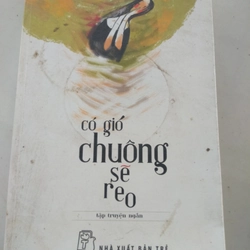 có gió
chuông
sẽ
reo
tập truyện ngắn
NHÀ XUẤT BẢN TRẺ